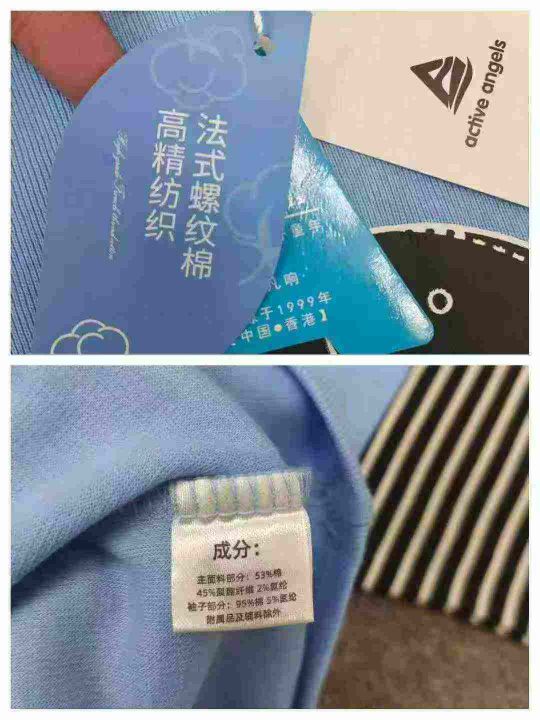 法式螺纹棉
高精纺织
active angels
童年
凡响
于1999年
中国●香港】
成分：
主面料部分：53%棉
45%聚酯纤维 2%氨纶
袖子部分：95%棉 5%氨纶
附属品及辅料除外